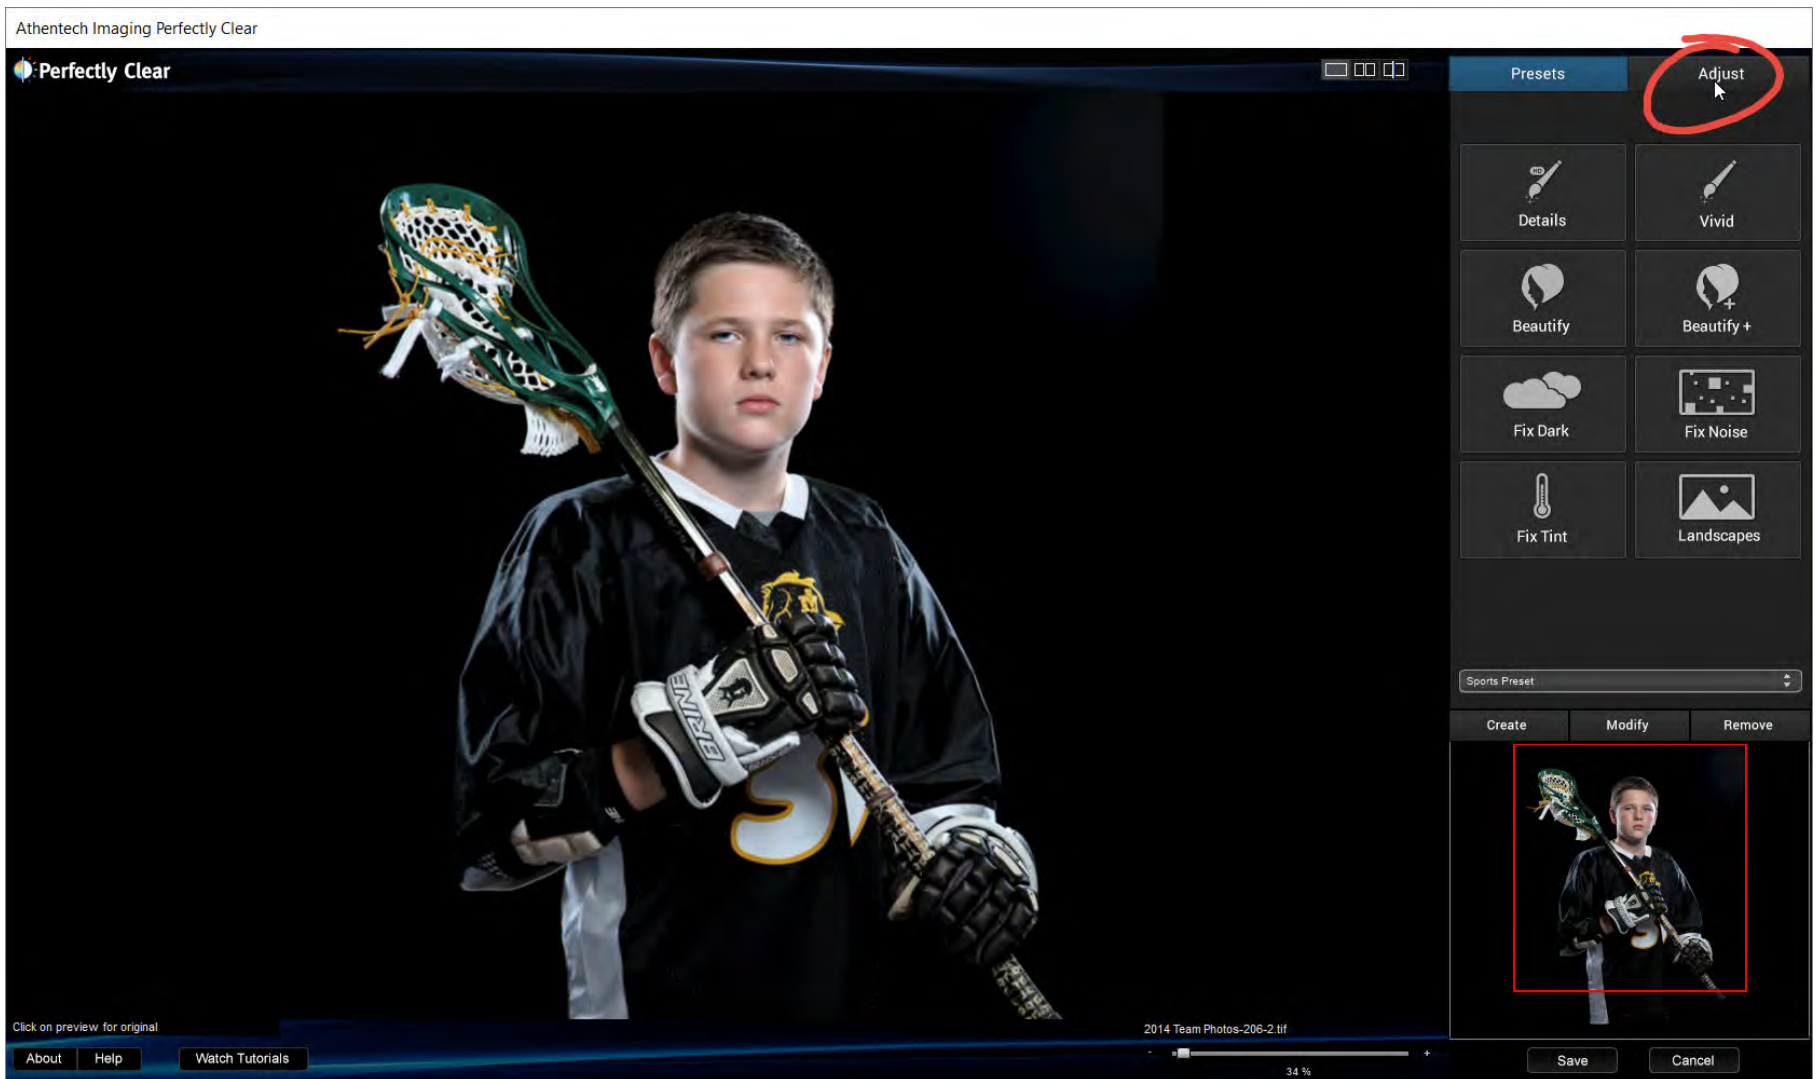 Athentech Imaging Perfectly Clear
Perfectly Clear
Presets
Adjust
Details
Vivid
Beautify
Beautify +
Fix Dark
Fix Noise
Fix Tint
Landscapes
Sports Preset
Create
Modify
Remove
BRINE
Click on preview for original
2014 Team Photos-206-2.tif
About
Help
Watch Tutorials
-
+
34 %
Save
Cancel